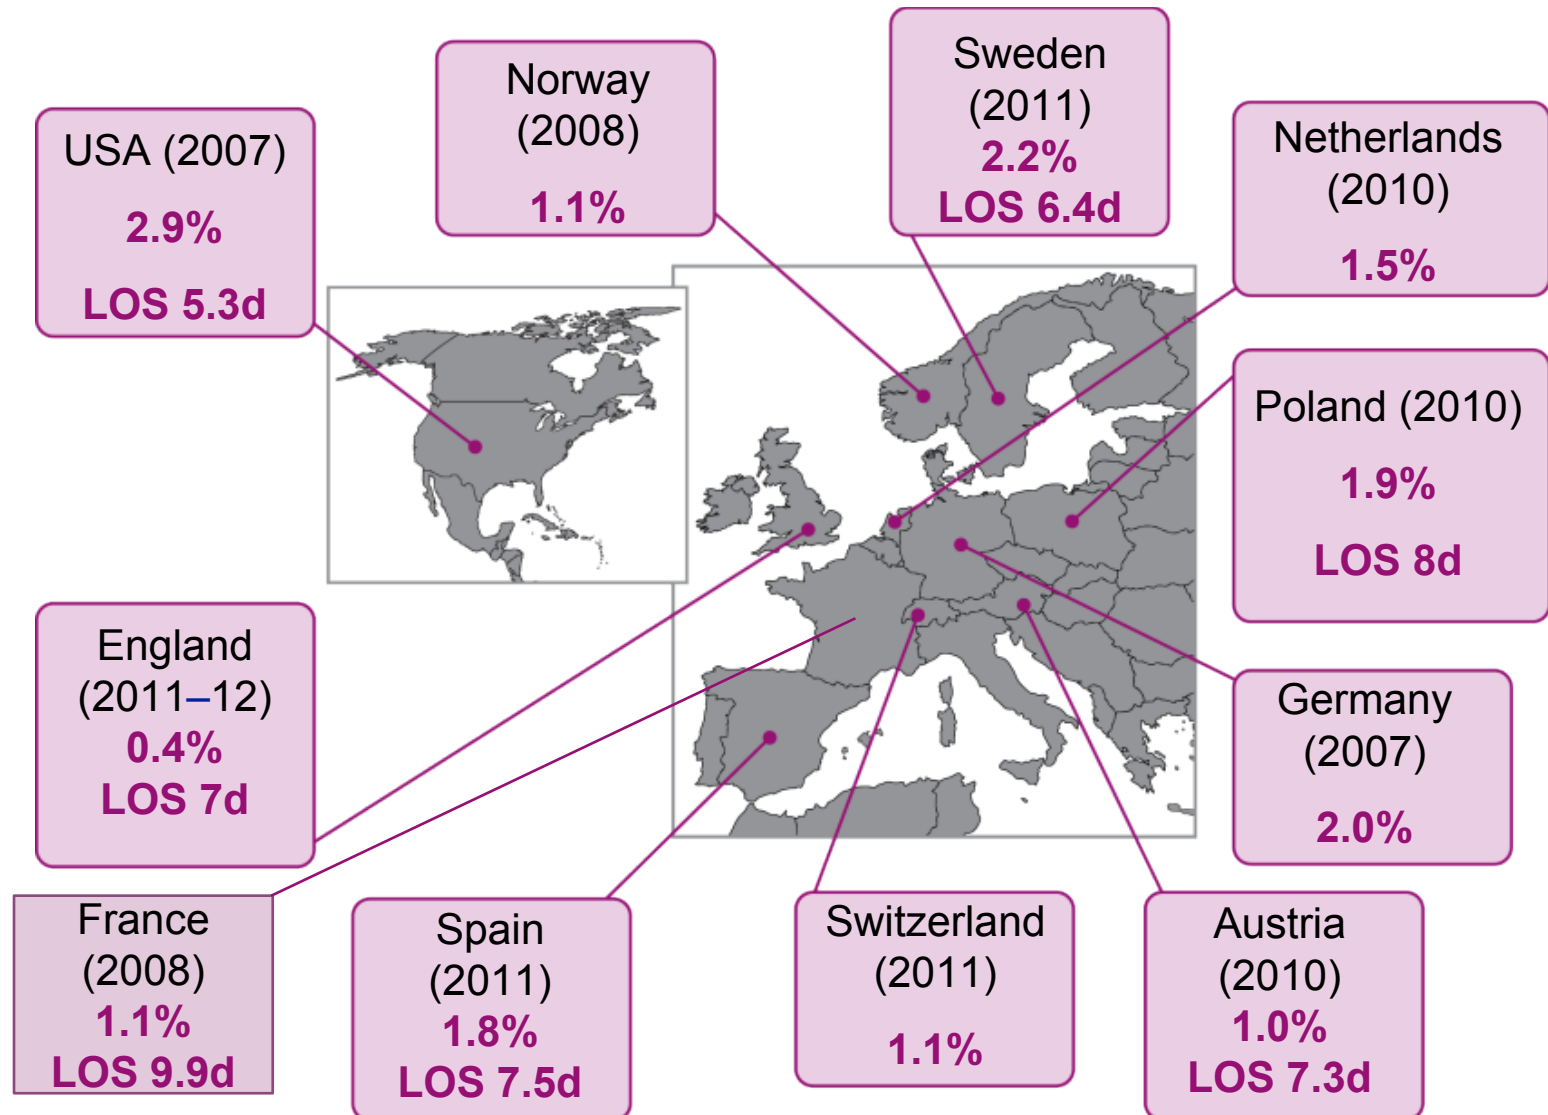 USA (2007)
2.9%
LOS 5.3d
Norway
(2008)
1.1%
Sweden
(2011)
2.2%
LOS 6.4d
Netherlands
(2010)
1.5%
Poland (2010)
1.9%
LOS 8d
England
(2011–12)
0.4%
LOS 7d
Germany
(2007)
2.0%
France
(2008)
1.1%
LOS 9.9d
Spain
(2011)
1.8%
LOS 7.5d
Switzerland
(2011)
1.1%
Austria
(2010)
1.0%
LOS 7.3d